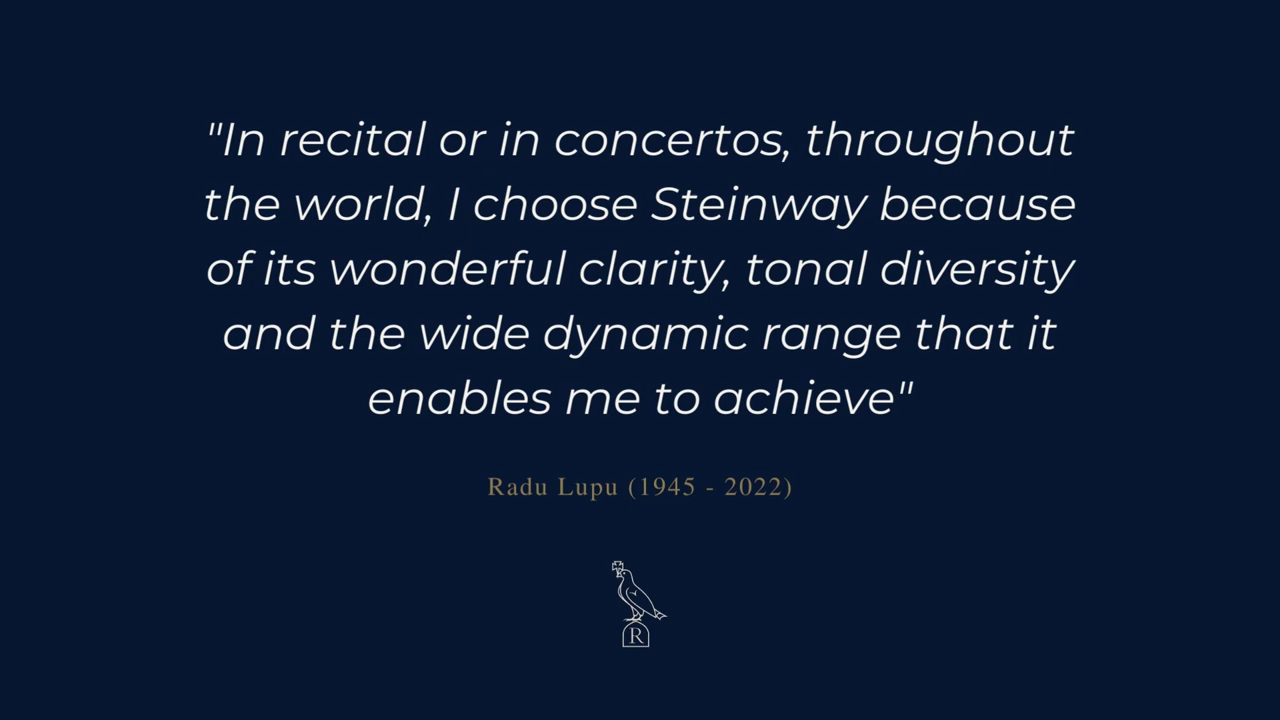 "In recital or in concertos, throughout
the world, I choose Steinway because
of its wonderful clarity, tonal diversity
and the wide dynamic range that it
enables me to achieve"
Radu Lupu (1945 - 2022)
R